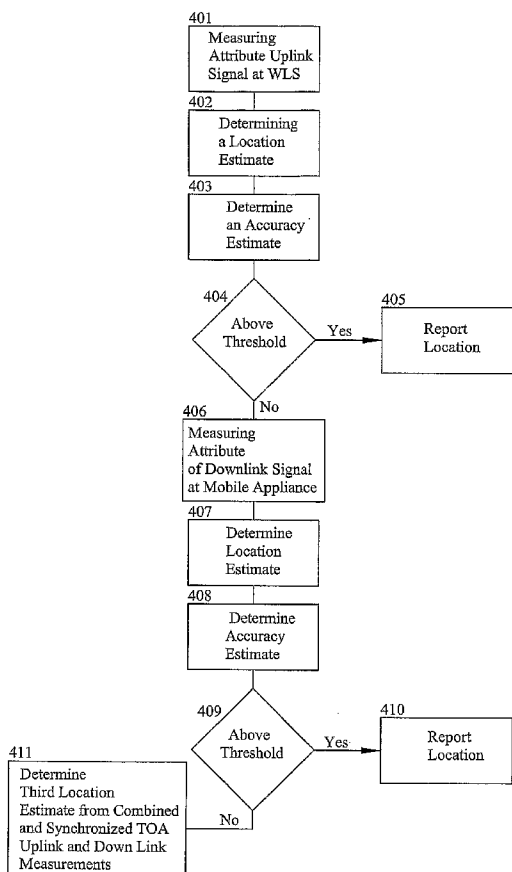 401
Measuring
Attribute Uplink
Signal at WLS
402
Determining
a Location
Estimate
403
Determine
an Accuracy
Estimate
404
Above
Threshold
Yes
405
Report
Location
No
406
Measuring
Attribute
of Downlink Signal
at Mobile Appliance
407
Determine
Location
Estimate
408
Determine
Accuracy
Estimate
409
Above
Threshold
Yes
410
Report
Location
No
411
Determine
Third Location
Estimate from Combined
and Synchronized TOA
Uplink and Down Link
Measurements